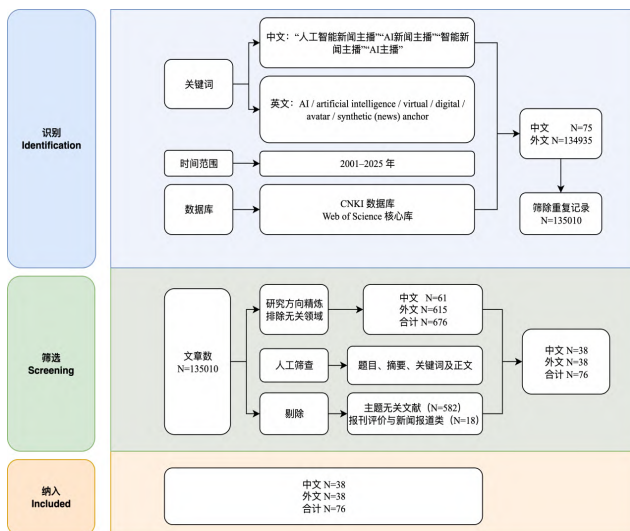 识别
Identification
关键词
中文：“人工智能新闻主播”“AI新闻主播”“智能新
闻主播”“AI主播”
英文：AI / artificial intelligence / virtual / digital /
avatar / synthetic (news) anchor
时间范围
2001–2025 年
数据库
CNKI 数据库
Web of Science 核心库
中文 N=75
外文 N=134935
筛除重复记录
N=135010
筛选
Screening
文章数
N=135010
研究方向精炼
排除无关领域
中文 N=61
外文 N=615
合计 N=676
人工筛查
题目、摘要、关键词及正文
剔除
主题无关文献（N=582）
报刊评价与新闻报道类（N=18）
中文 N=38
外文 N=38
合计 N=76
纳入
Included
中文 N=38
外文 N=38
合计 N=76